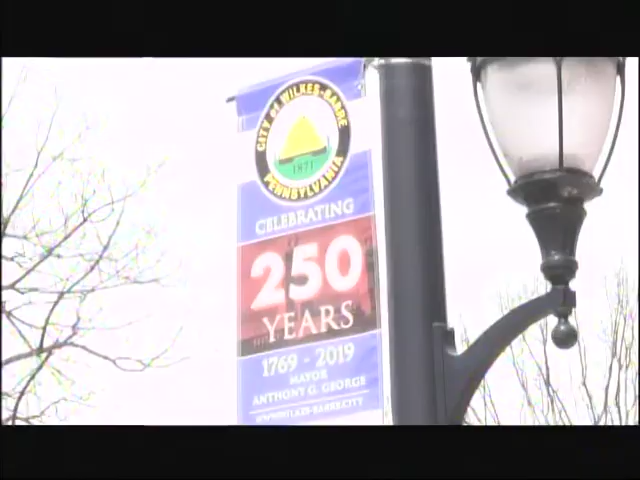 CITY OF WILKES-BARRE
1871
PENNSYLVANIA
CELEBRATING
250
YEARS
1769 - 2019
MAYOR
ANTHONY G. GEORGE